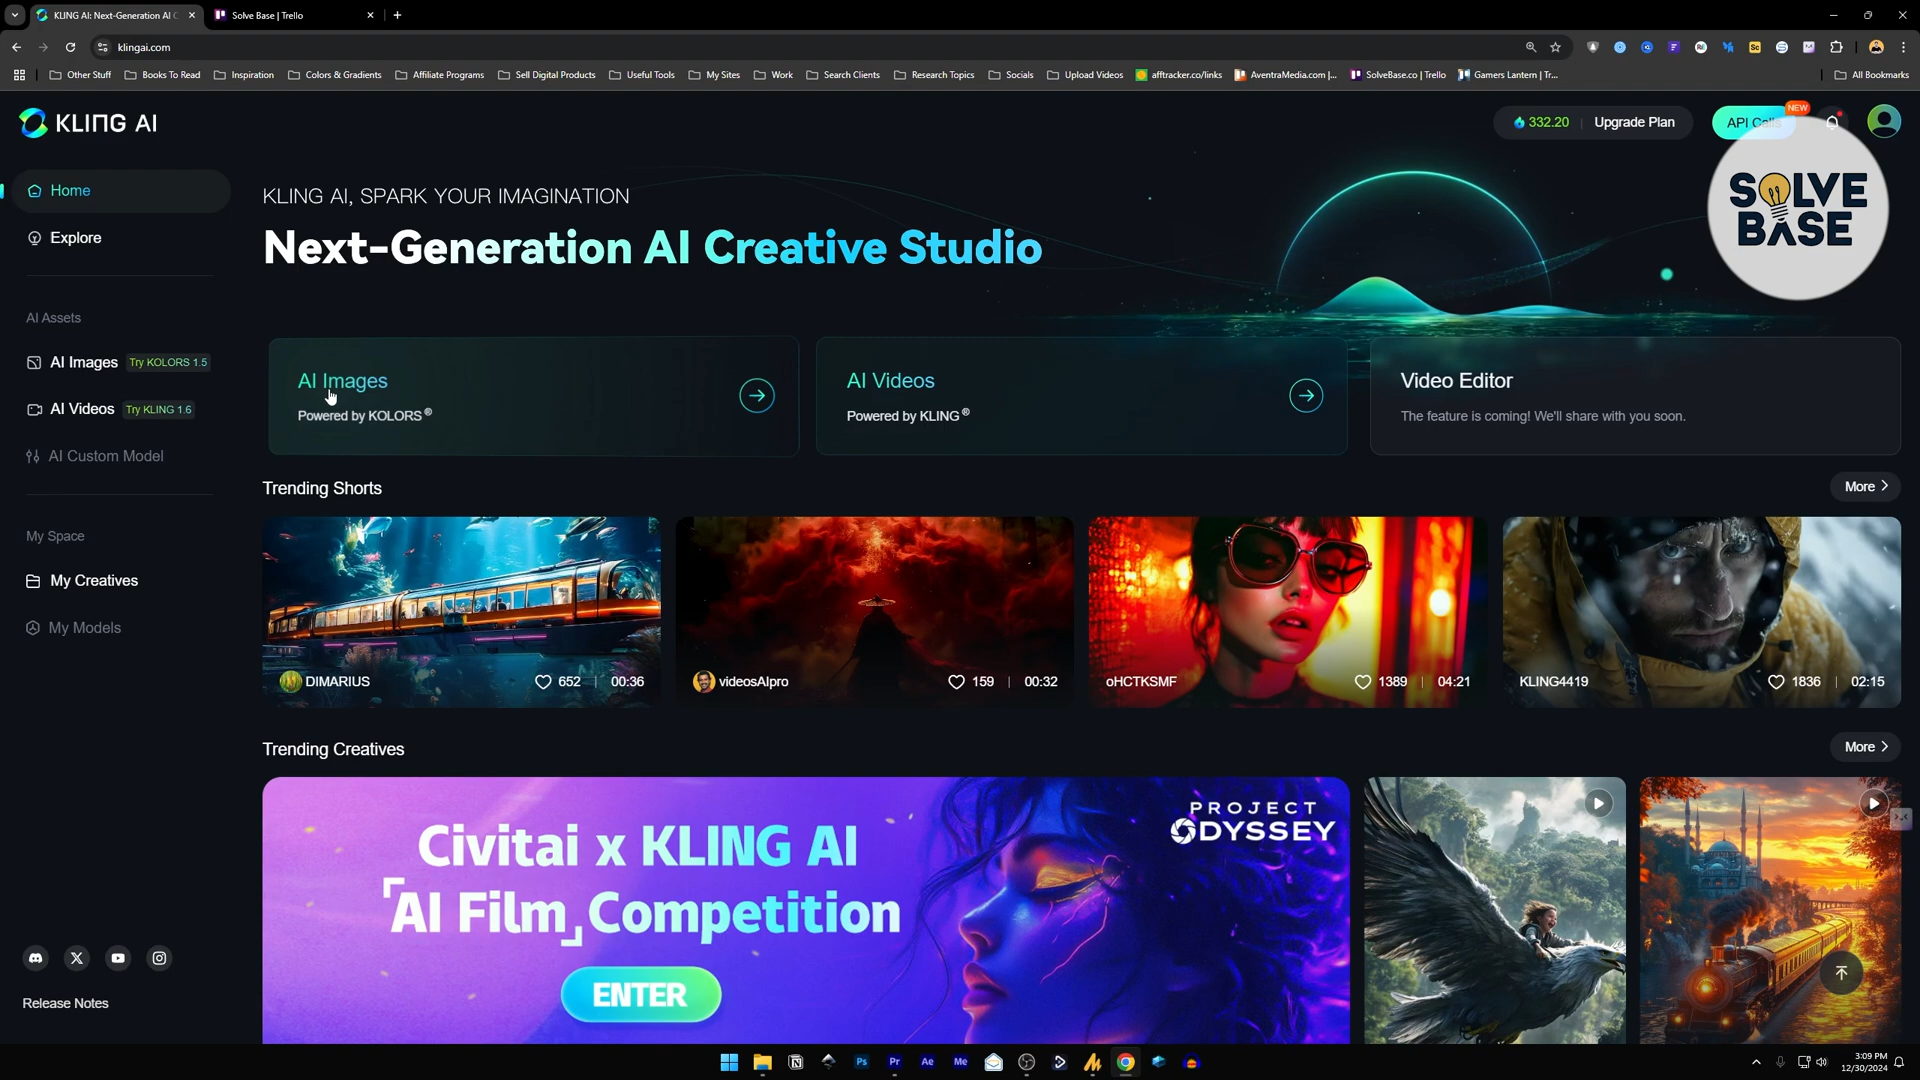 KLING AI: Next-Generation AI C
Solve Base | Trello
klingai.com
Other Stuff
Books To Read
Inspiration
Colors & Gradients
Affiliate Programs
Sell Digital Products
Useful Tools
My Sites
Work
Search Clients
Research Topics
Socials
Upload Videos
afftracker.co/links
AventraMedia.com |...
SolveBase.co | Trello
Gamers Lantern | Tr...
All Bookmarks
KLING AI
332.20
Upgrade Plan
API Calls
NEW
SOLVE
BASE
Home
Explore
AI Assets
AI Images
Try KOLORS 1.5
AI Videos
Try KLING 1.6
AI Custom Model
My Space
My Creatives
My Models
Release Notes
KLING AI, SPARK YOUR IMAGINATION
Next-Generation AI Creative Studio
AI Images
Powered by KOLORS®
AI Videos
Powered by KLING®
Video Editor
The feature is coming! We'll share with you soon.
Trending Shorts
More
DIMARIUS
652 | 00:36
videosAIpro
159 | 00:32
oHCTKSMF
1389 | 04:21
KLING4419
1836 | 02:15
Trending Creatives
More
Civitai x KLING AI
「AI Film」Competition
ENTER
PROJECT
ODYSSEY
Ps
Pr
Ae
Me
3:09 PM
12/30/2024